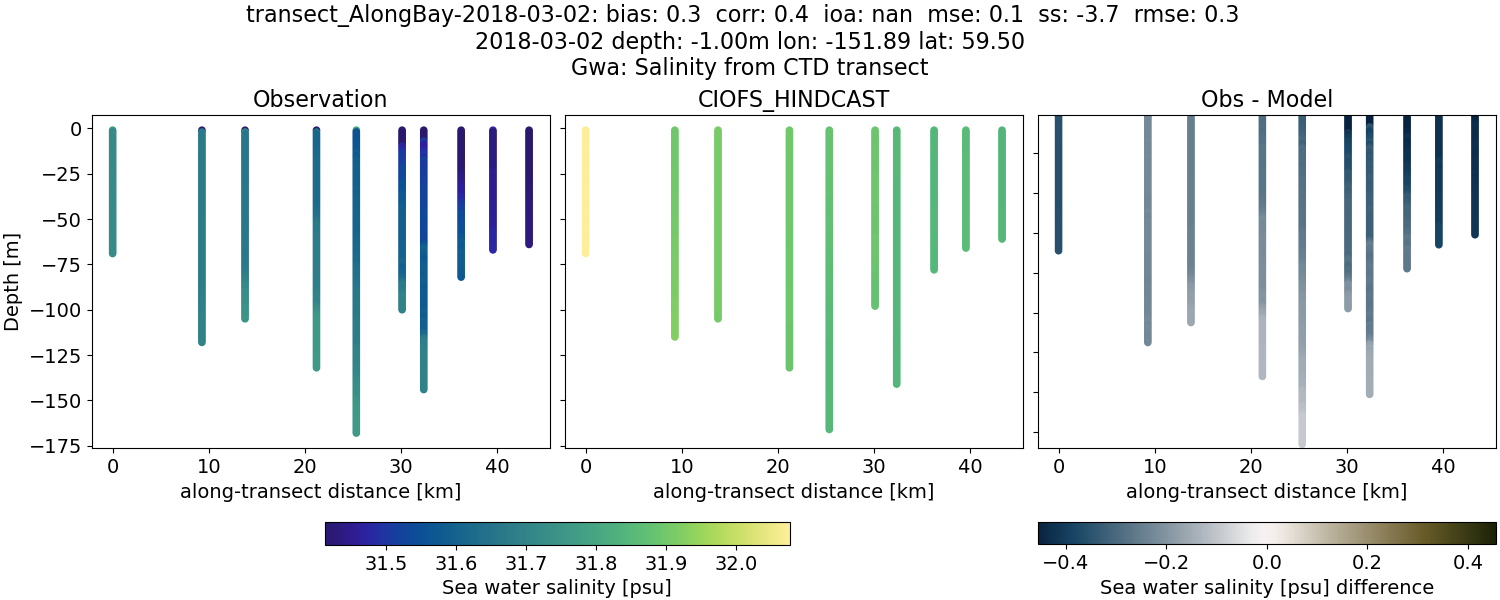 transect_AlongBay-2018-03-02: bias: 0.3  corr: 0.4  ioa: nan  mse: 0.1  ss: -3.7  rmse: 0.3
2018-03-02 depth: -1.00m lon: -151.89 lat: 59.50
Gwa: Salinity from CTD transect
Observation
CIOFS_HINDCAST
Obs - Model
Depth [m]
0
−25
−50
−75
−100
−125
−150
−175
0 10 20 30 40
0 10 20 30 40
0 10 20 30 40
along-transect distance [km]
along-transect distance [km]
along-transect distance [km]
31.5 31.6 31.7 31.8 31.9 32.0
Sea water salinity [psu]
−0.4 −0.2 0.0 0.2 0.4
Sea water salinity [psu] difference